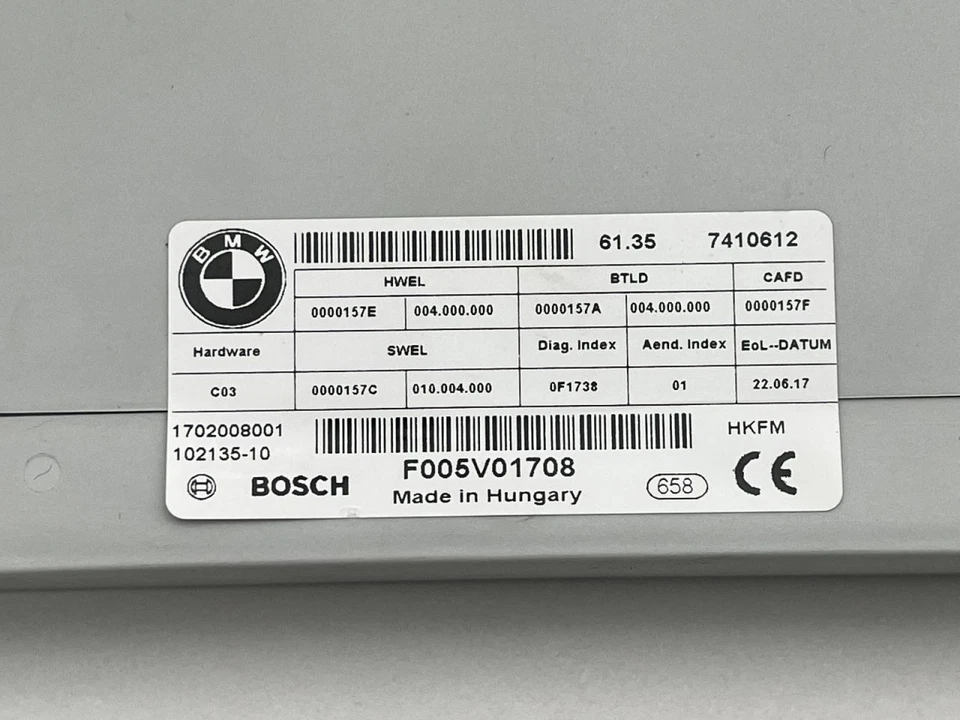 BMW 61.35 7410612
HWEL BTLD CAFD
0000157E 004.000.000 0000157A 004.000.000 0000157F
Hardware SWEL Diag. Index Aend. Index EoL--DATUM
C03 0000157C 010.004.000 0F1738 01 22.06.17
1702008001 HKFM
102135-10
F005V01708
BOSCH Made in Hungary 658 CE